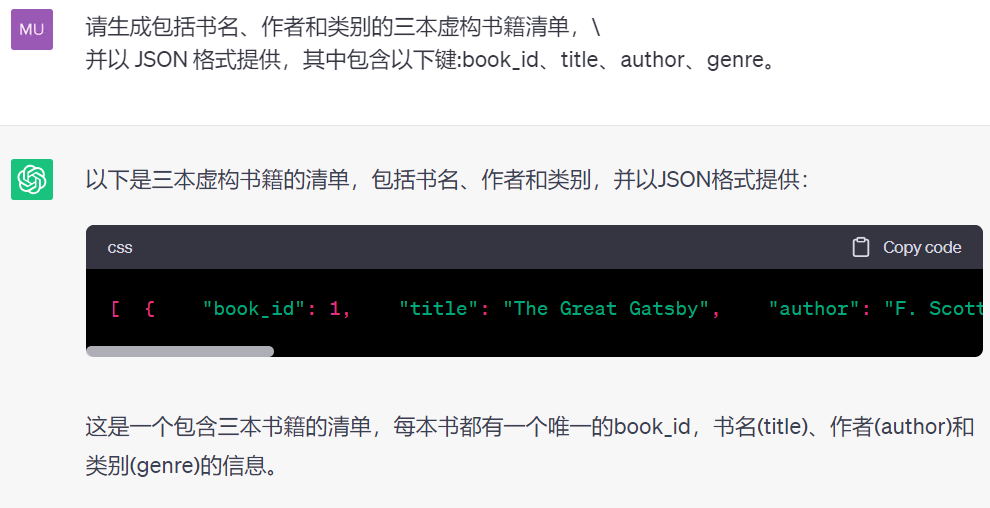 MU
请生成包括书名、作者和类别的三本虚构书籍清单，\
并以 JSON 格式提供，其中包含以下键:book_id、title、author、genre。
以下是三本虚构书籍的清单，包括书名、作者和类别，并以JSON格式提供：
css Copy code
[ { "book_id": 1, "title": "The Great Gatsby", "author": "F. Scott
这是一个包含三本书籍的清单，每本书都有一个唯一的book_id，书名(title)、作者(author)和
类别(genre)的信息。